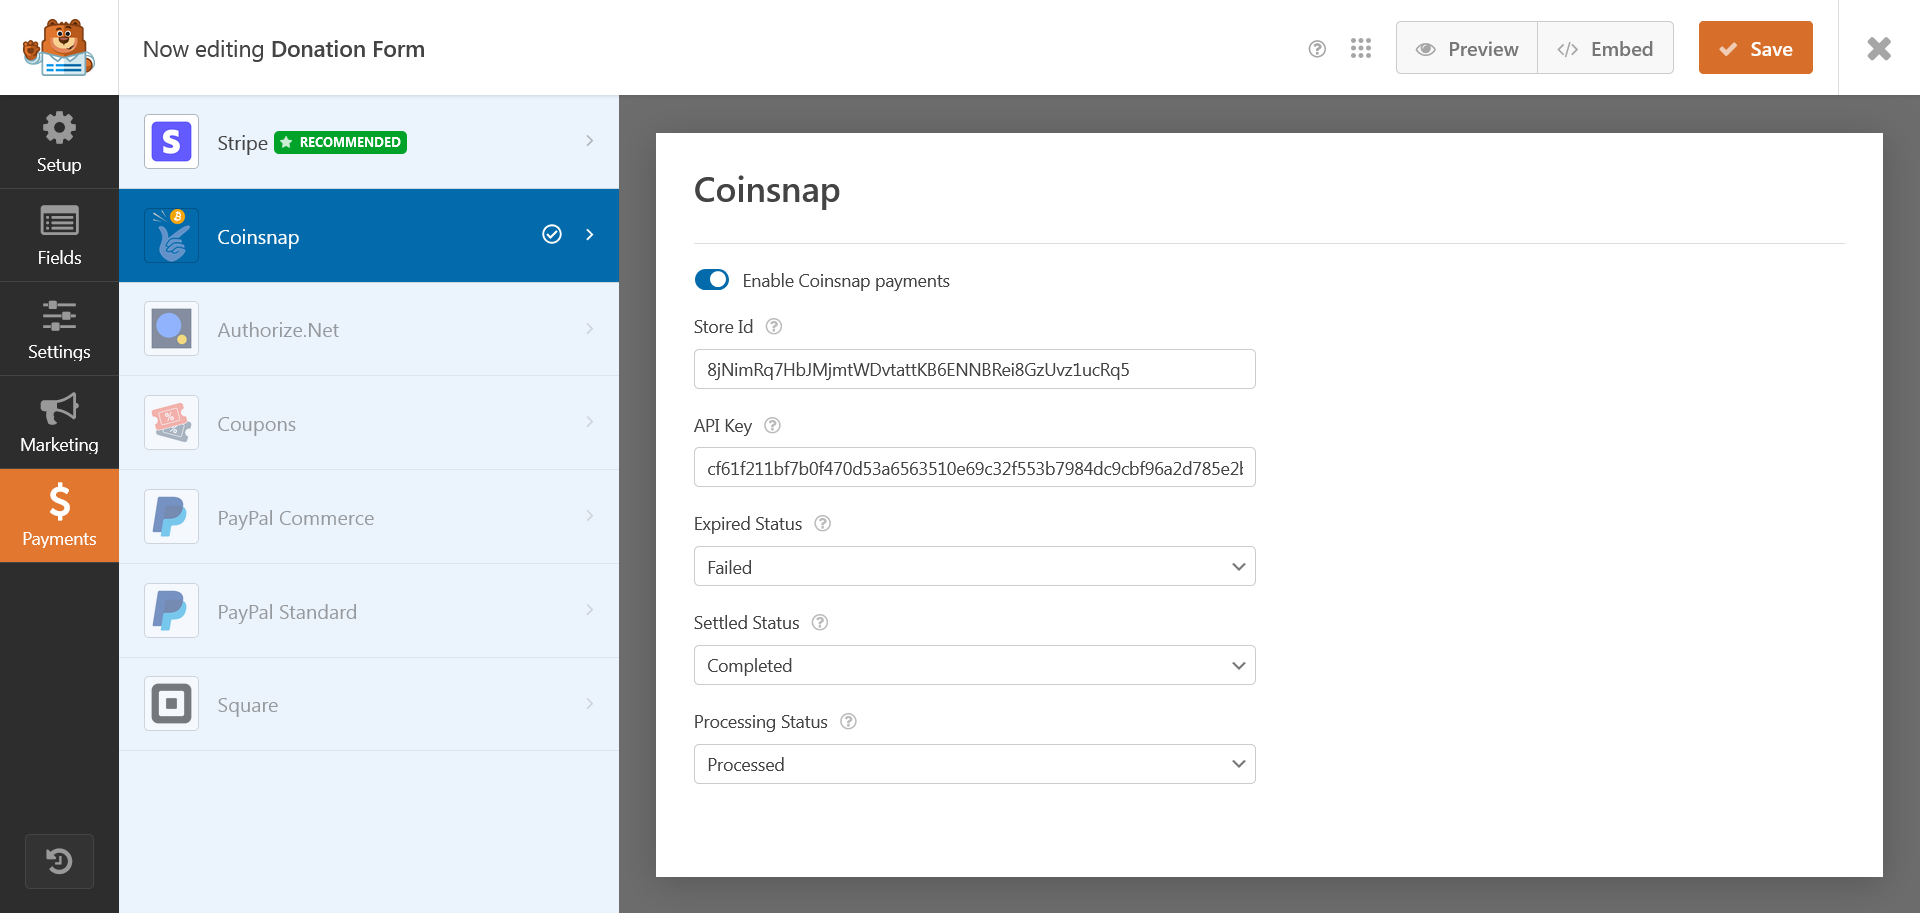 Now editing Donation Form
Preview
Embed
Save
Setup
Fields
Settings
Marketing
Payments
Stripe RECOMMENDED
Coinsnap
Authorize.Net
Coupons
PayPal Commerce
PayPal Standard
Square
Coinsnap
Enable Coinsnap payments
Store Id
8jNimRq7HbJMjmtWDvtattKB6ENNBRei8GzUvz1ucRq5
API Key
cf61f211bf7b0f470d53a6563510e69c32f553b7984dc9cbf96a2d785e2b
Expired Status
Failed
Settled Status
Completed
Processing Status
Processed